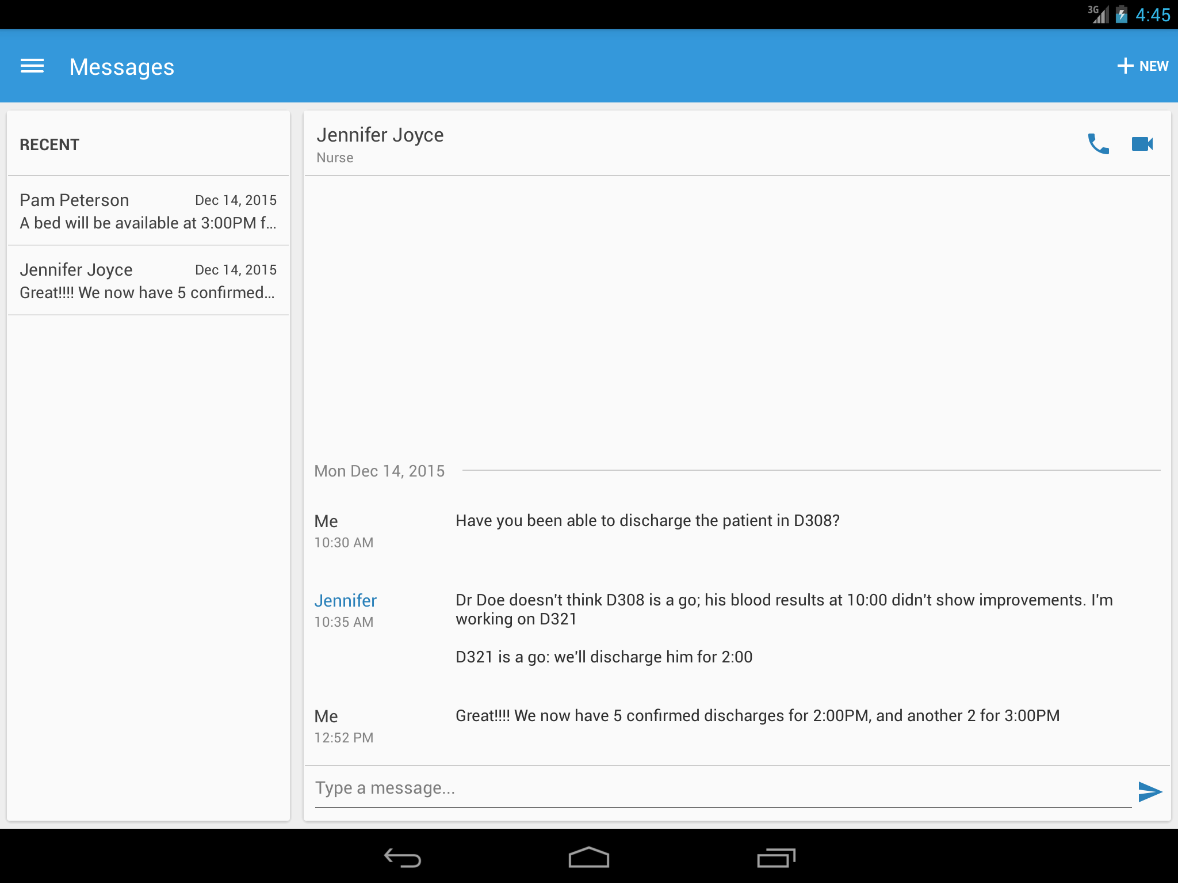 3G 4:45
Messages
NEW
RECENT
Pam Peterson Dec 14, 2015
A bed will be available at 3:00PM f...
Jennifer Joyce Dec 14, 2015
Great!!!! We now have 5 confirmed...
Jennifer Joyce
Nurse
Mon Dec 14, 2015
Me Have you been able to discharge the patient in D308?
10:30 AM
Jennifer Dr Doe doesn't think D308 is a go; his blood results at 10:00 didn't show improvements. I'm
10:35 AM working on D321
D321 is a go: we'll discharge him for 2:00
Me Great!!!! We now have 5 confirmed discharges for 2:00PM, and another 2 for 3:00PM
12:52 PM
Type a message...